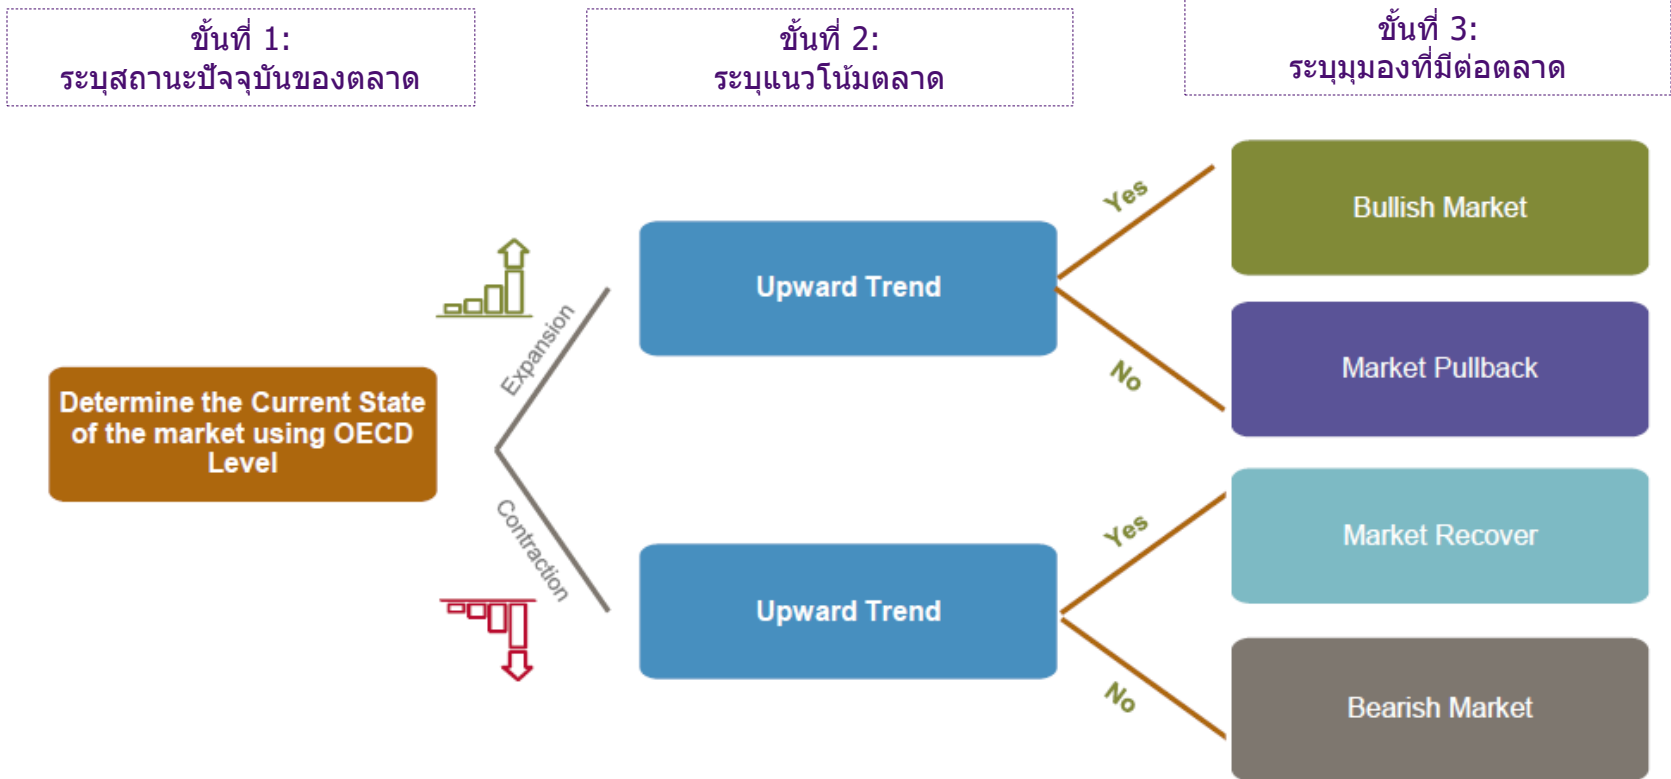 ขั้นที่ 1:
ระบุสถานะปัจจุบันของตลาด
ขั้นที่ 2:
ระบุแนวโน้มตลาด
ขั้นที่ 3:
ระบุมุมองที่มีต่อตลาด
Determine the Current State
of the market using OECD
Level
Expansion
Contraction
Upward Trend
Yes
No
Upward Trend
Yes
No
Bullish Market
Market Pullback
Market Recover
Bearish Market